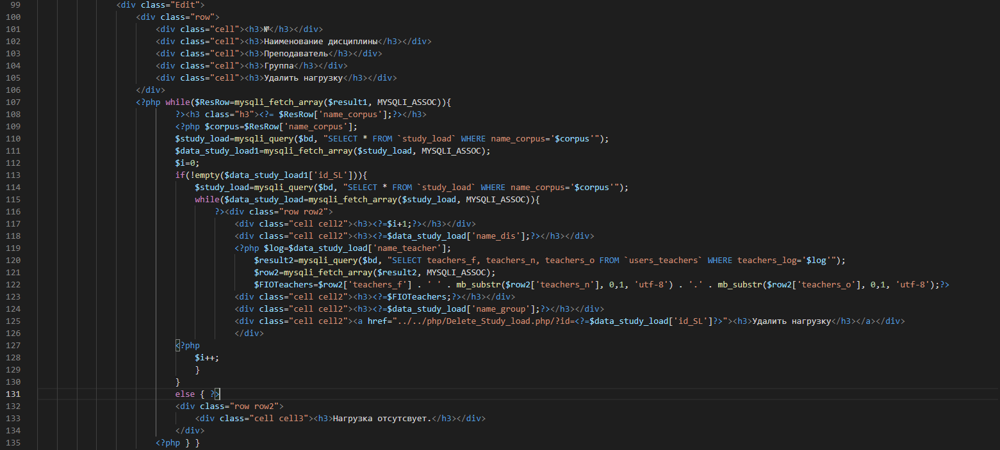 99 <div class="Edit">
100 <div class="row">
101 <div class="cell"><h3>№</h3></div>
102 <div class="cell"><h3>Наименование дисциплины</h3></div>
103 <div class="cell"><h3>Преподаватель</h3></div>
104 <div class="cell"><h3>Группа</h3></div>
105 <div class="cell"><h3>Удалить нагрузку</h3></div>
106 </div>
107 <?php while($ResRow=mysqli_fetch_array($result1, MYSQLI_ASSOC)){
108 ?><h3 class="h3"><?= $ResRow['name_corpus'];?></h3>
109 <?php $corpus=$ResRow['name_corpus'];
110 $study_load=mysqli_query($bd, "SELECT * FROM `study_load` WHERE name_corpus='$corpus'");
111 $data_study_load1=mysqli_fetch_array($study_load, MYSQLI_ASSOC);
112 $i=0;
113 if(!empty($data_study_load1['id_SL'])){
114 $study_load=mysqli_query($bd, "SELECT * FROM `study_load` WHERE name_corpus='$corpus'");
115 while($data_study_load=mysqli_fetch_array($study_load, MYSQLI_ASSOC)){
116 ?><div class="row row2">
117 <div class="cell cell2"><h3><?=$i+1;?></h3></div>
118 <div class="cell cell2"><h3><?=$data_study_load['name_dis'];?></h3></div>
119 <?php $log=$data_study_load['name_teacher'];
120 $result2=mysqli_query($bd, "SELECT teachers_f, teachers_n, teachers_o FROM `users_teachers` WHERE teachers_log='$log'");
121 $row2=mysqli_fetch_array($result2, MYSQLI_ASSOC);
122 $FIOTeachers=$row2['teachers_f'] . ' ' . mb_substr($row2['teachers_n'], 0,1, 'utf-8') . '.' . mb_substr($row2['teachers_o'], 0,1, 'utf-8');?>
123 <div class="cell cell2"><h3><?=$FIOTeachers;?></h3></div>
124 <div class="cell cell2"><h3><?=$data_study_load['name_group'];?></h3></div>
125 <div class="cell cell2"><a href="../../php/Delete_Study_load.php/?id=<?=$data_study_load['id_SL']?>"><h3>Удалить нагрузку</h3></a></div>
126 </div>
127 <?php
128 $i++;
129 }
130 }
131 else { ?>
132 <div class="row row2">
133 <div class="cell cell3"><h3>Нагрузка отсутсвует.</h3></div>
134 </div>
135 <?php } }